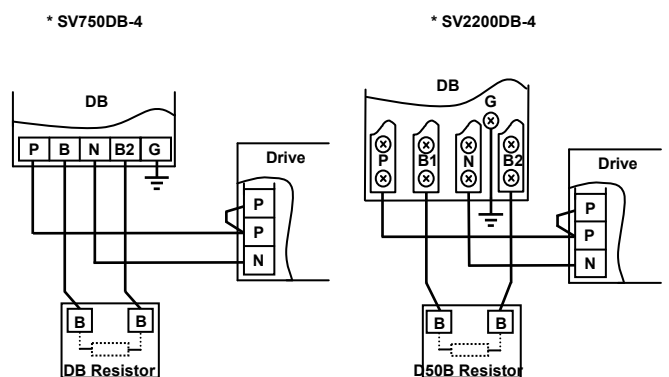 * SV750DB-4
* SV2200DB-4
DB
P B N B2 G
Drive
P
P
N
B B
DB Resistor
DB
G
P B1 N B2
Drive
P
P
N
B B
D50B Resistor